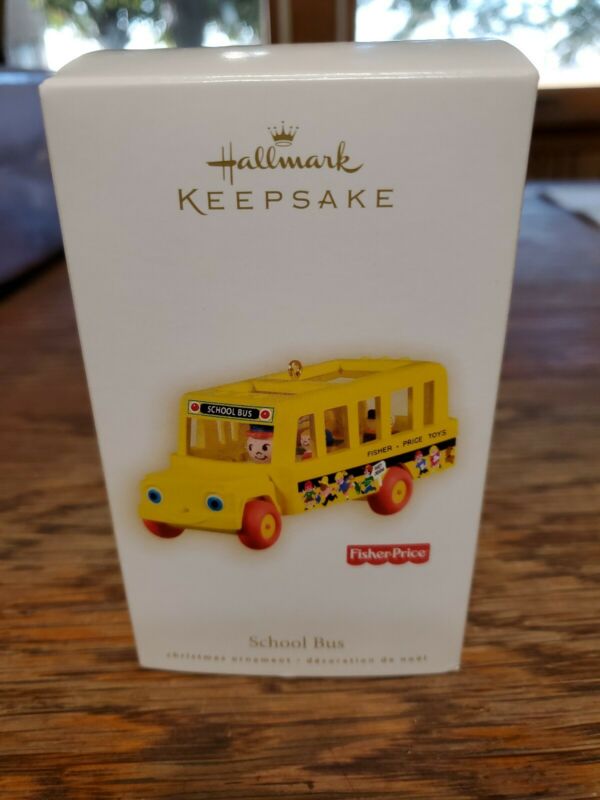 Hallmark
KEEPSAKE
SCHOOL BUS
FISHER-PRICE TOYS
Fisher-Price
School Bus
christmas ornament • décoration de noël